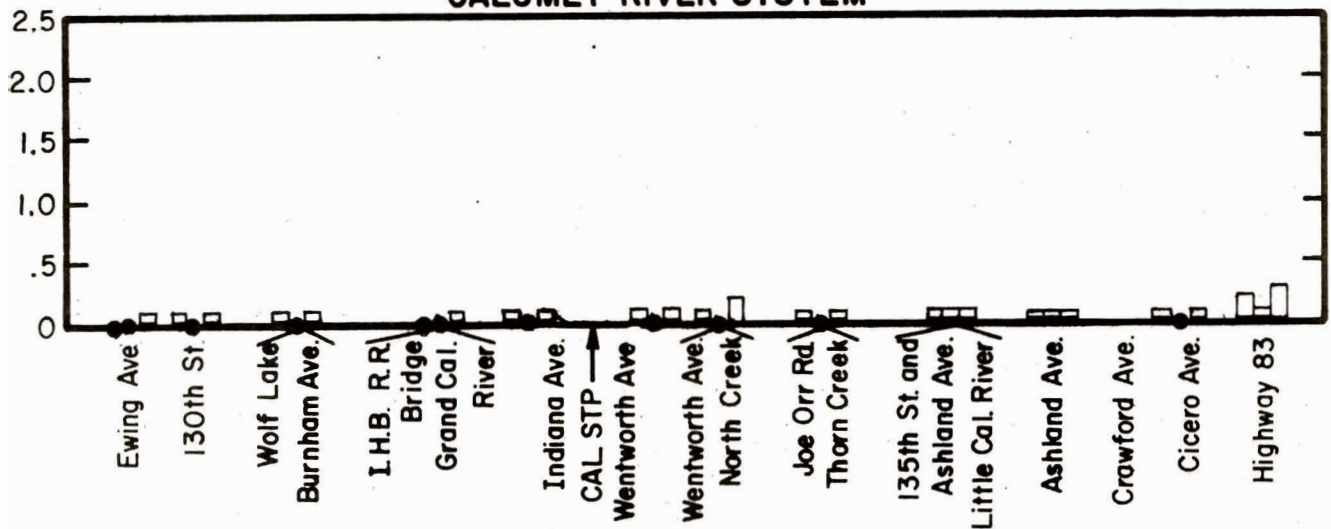 CALUMET RIVER SYSTEM
2.5
2.0
1.5
1.0
.5
0
Ewing Ave
130th St.
Wolf Lake
Burnham Ave.
I.H.B. R.R.
Bridge
Grand Cal.
River
Indiana Ave.
CAL STP
Wentworth Ave
Wentworth Ave.
North Creek
Joe Orr Rd.
Thorn Creek
135th St. and
Ashland Ave.
Little Cal. River
Ashland Ave.
Crawford Ave.
Cicero Ave.
Highway 83